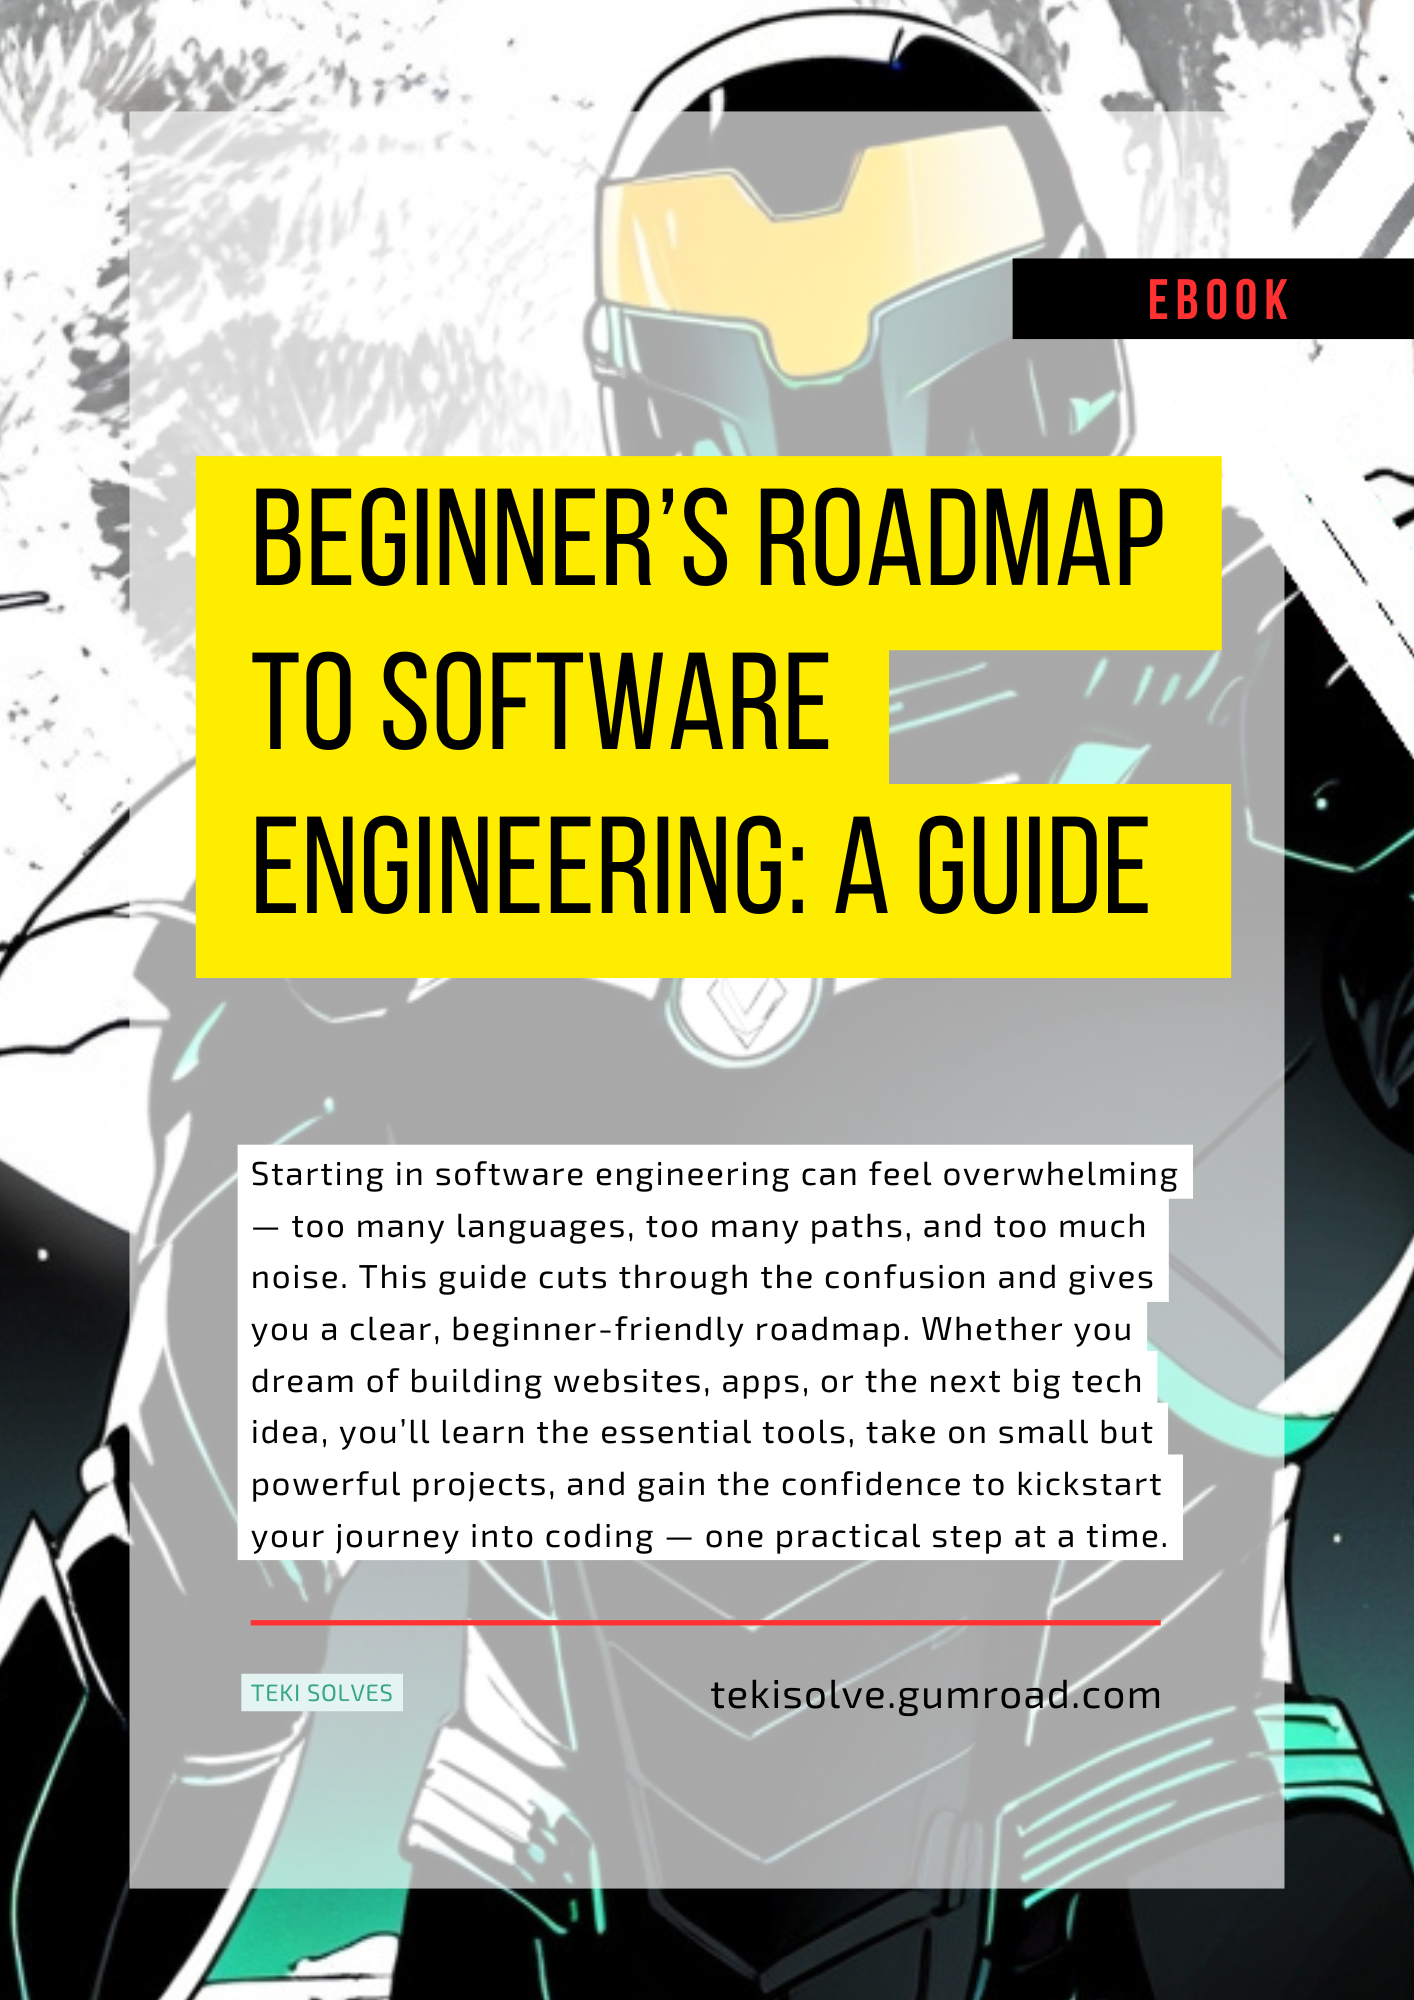 EBOOK
BEGINNER’S ROADMAP
TO SOFTWARE
ENGINEERING: A GUIDE
Starting in software engineering can feel overwhelming
— too many languages, too many paths, and too much
noise. This guide cuts through the confusion and gives
you a clear, beginner-friendly roadmap. Whether you
dream of building websites, apps, or the next big tech
idea, you’ll learn the essential tools, take on small but
powerful projects, and gain the confidence to kickstart
your journey into coding — one practical step at a time.
TEKI SOLVES
tekisolve.gumroad.com